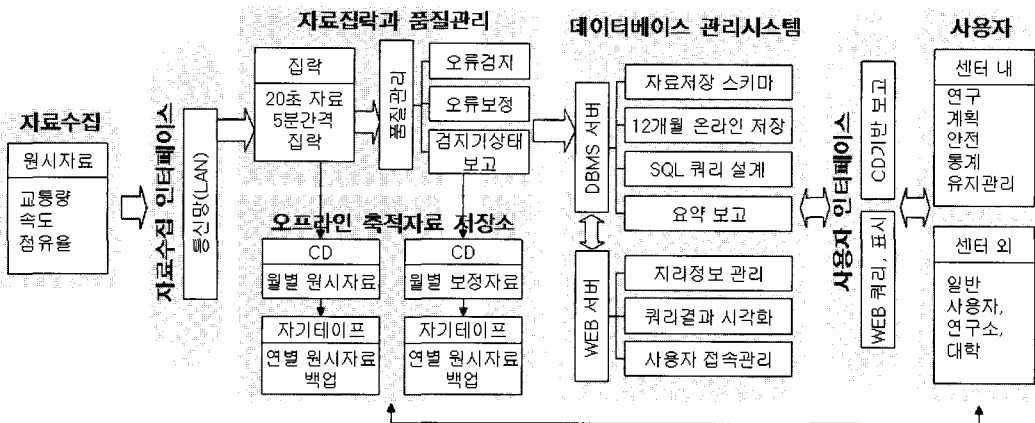 자료수집
원시자료
교통량
속도
점유율
자료수집 인터페이스
통신망(LAN)
자료집락과 품질관리
집락
20초 자료
5분간격
집락
품질관리
오류검지
오류보정
검지기상태
보고
오프라인 축적자료 저장소
CD
월별 원시자료
자기테이프
연별 원시자료
백업
CD
월별 보정자료
자기테이프
연별 원시자료
백업
데이터베이스 관리시스템
DBMS 서버
자료저장 스키마
12개월 온라인 저장
SQL 쿼리 설계
요약 보고
WEB 서버
지리정보 관리
쿼리결과 시각화
사용자 접속관리
사용자 인터페이스
CD기반 보고
WEB 쿼리, 표시
사용자
센터 내
연구
계획
안전
통계
유지관리
센터 외
일반
사용자,
연구소,
대학